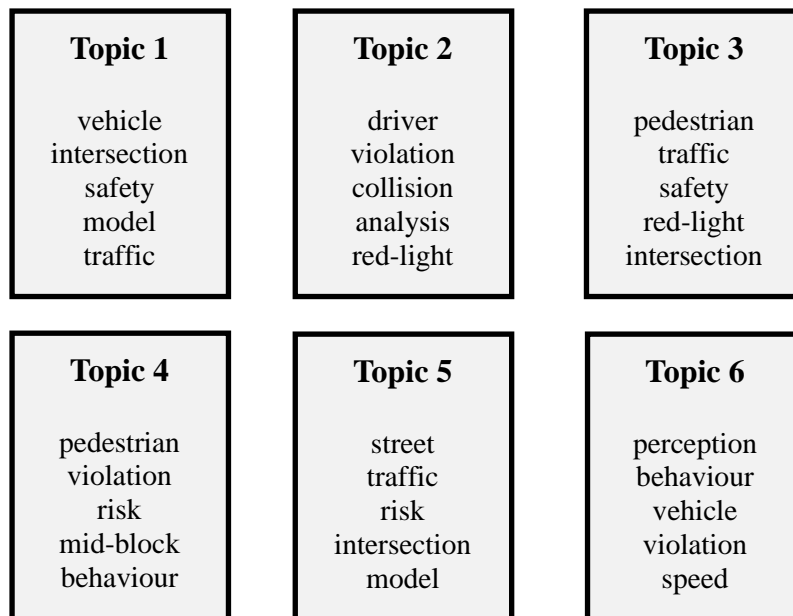 Topic 1
vehicle
intersection
safety
model
traffic
Topic 2
driver
violation
collision
analysis
red-light
Topic 3
pedestrian
traffic
safety
red-light
intersection
Topic 4
pedestrian
violation
risk
mid-block
behaviour
Topic 5
street
traffic
risk
intersection
model
Topic 6
perception
behaviour
vehicle
violation
speed